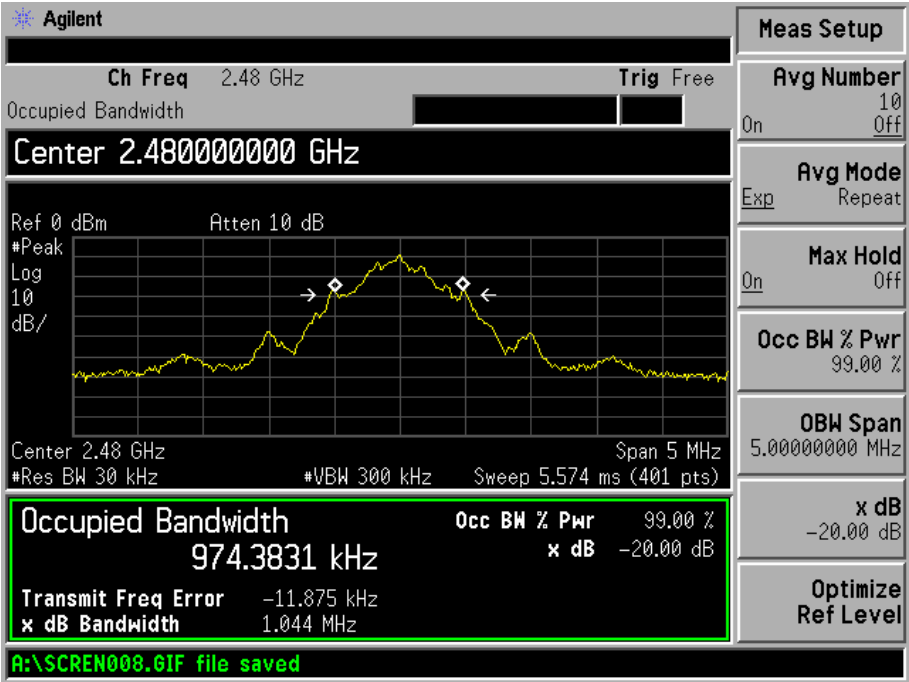 Agilent
Ch Freq 2.48 GHz Trig Free
Occupied Bandwidth
Center 2.480000000 GHz
Ref 0 dBm Atten 10 dB
#Peak
Log
10
dB/
Center 2.48 GHz Span 5 MHz
#Res BW 30 kHz #VBW 300 kHz Sweep 5.574 ms (401 pts)
Occupied Bandwidth
974.3831 kHz
Occ BW % Pwr 99.00 %
x dB -20.00 dB
Transmit Freq Error -11.875 kHz
x dB Bandwidth 1.044 MHz
A:\SCREN008.GIF file saved
Meas Setup
Avg Number
10
On Off
Avg Mode
Exp Repeat
Max Hold
On Off
Occ BW % Pwr
99.00 %
OBW Span
5.00000000 MHz
x dB
-20.00 dB
Optimize
Ref Level